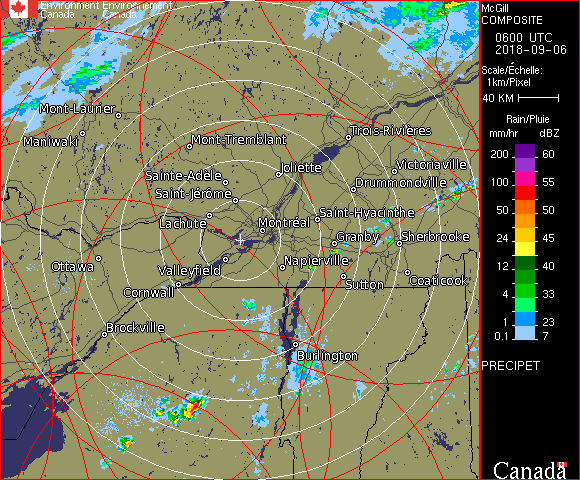 Environment Environnement
Canada Canada
McGill
COMPOSITE
0600 UTC
2018-09-06
Scale/Échelle:
1km/Pixel
40 KM
Rain/Pluie
mm/hr dBZ
200 60
100 55
50 50
24 45
12 40
4 33
1 23
0.1 7
PRECIPET
Canada
Mont-Laurier
Maniwaki
Mont-Tremblant
Trois-Rivières
Victoriaville
Joliette
Sainte-Adèle
Drummondville
Saint-Jérôme
Saint-Hyacinthe
Lachute
Montréal
Granby
Sherbrooke
Ottawa
Valleyfield
Napierville
Coaticook
Cornwall
Sutton
Brockville
Burlington